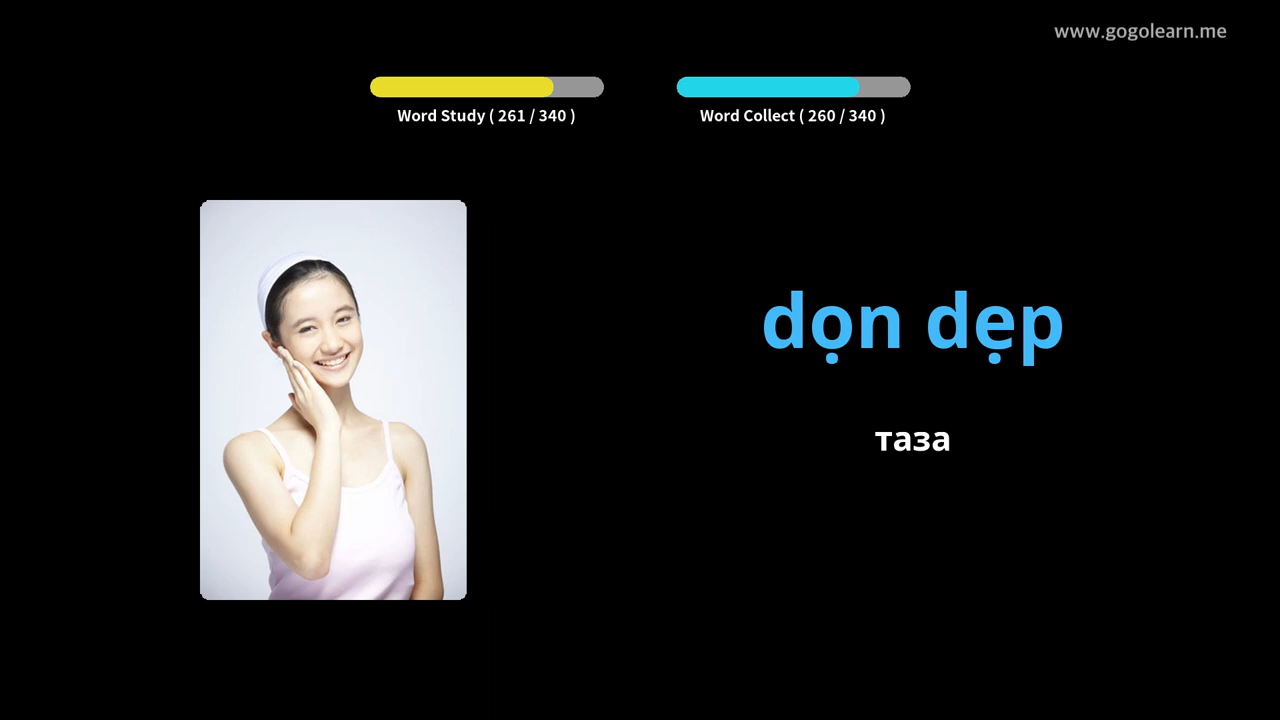 www.gogolearn.me
Word Study ( 261 / 340 )
Word Collect ( 260 / 340 )
dọn dẹp
таза